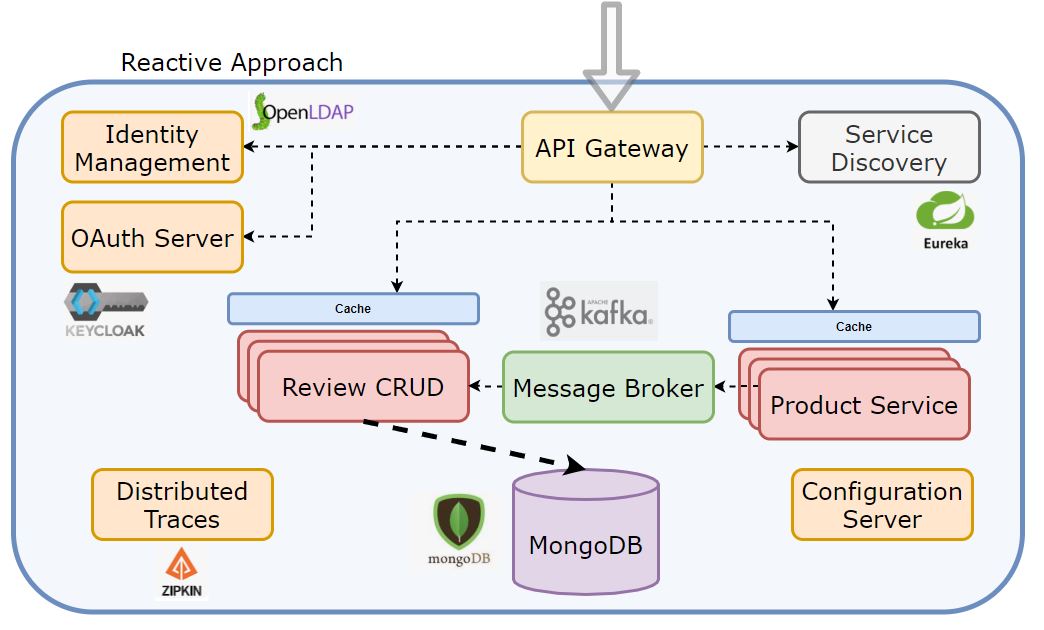 Reactive Approach
OpenLDAP
Identity
Management
API Gateway
Service
Discovery
OAuth Server
Eureka
KEYCLOAK
Cache
APACHE
kafka®
Cache
Review CRUD
Message Broker
Product Service
Distributed
Traces
Configuration
Server
mongoDB
MongoDB
ZIPKIN